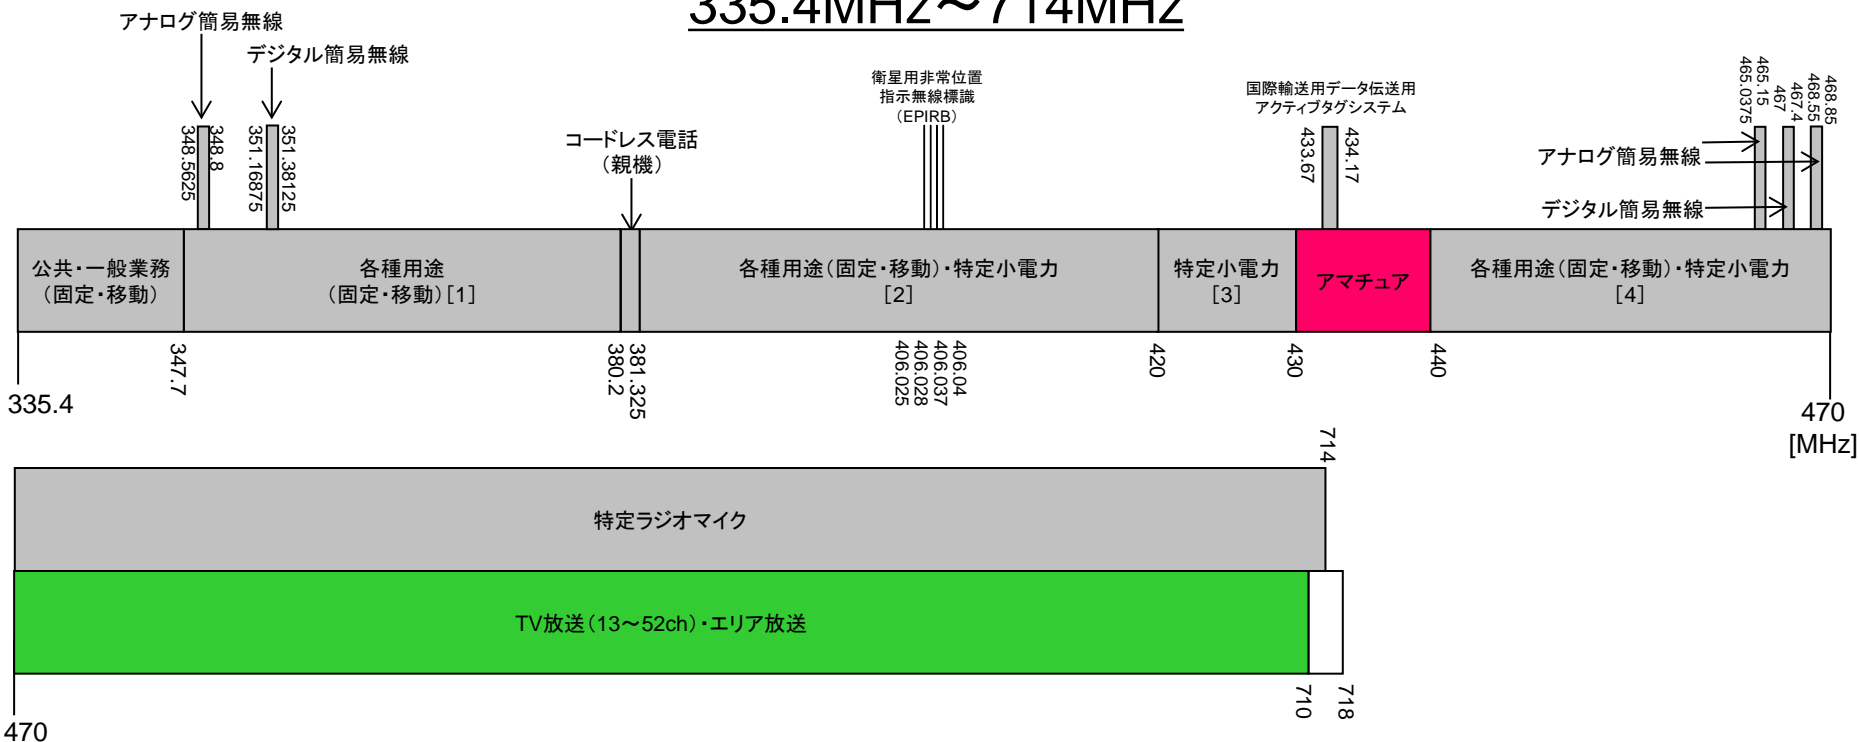 335.4MHz～714MHz
アナログ簡易無線
デジタル簡易無線
348.5625
348.8
351.16875
351.38125
コードレス電話
（親機）
衛星用非常位置
指示無線標識
（EPIRB）
国際輸送用データ伝送用
アクティブタグシステム
433.67
434.17
465.0375
465.15
467
467.4
468.55
468.85
アナログ簡易無線
デジタル簡易無線
公共・一般業務
（固定・移動）
各種用途
（固定・移動）［1］
各種用途（固定・移動）・特定小電力
［2］
特定小電力
［3］
アマチュア
各種用途（固定・移動）・特定小電力
［4］
335.4
347.7
380.2
381.325
406.025
406.028
406.037
406.04
420
430
440
470
[MHz]
714
特定ラジオマイク
TV放送（13～52ch）・エリア放送
710
718
470